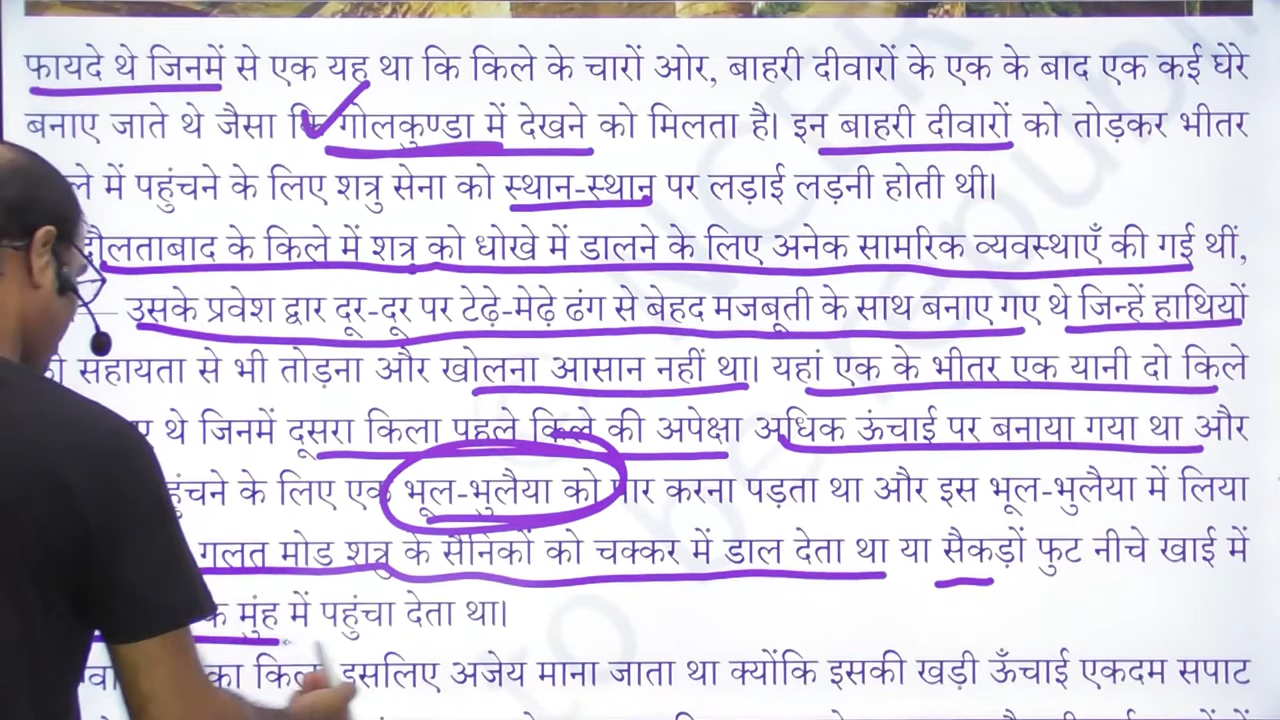 फायदे थे जिनमें से एक यह था कि किले के चारों ओर, बाहरी दीवारों के एक के बाद एक कई घेरे
बनाए जाते थे जैसा कि गोलकुण्डा में देखने को मिलता है। इन बाहरी दीवारों को तोड़कर भीतर
में पहुंचने के लिए शत्रु सेना को स्थान-स्थान पर लड़ाई लड़नी होती थी।
दौलताबाद के किले में शत्रु को धोखे में डालने के लिए अनेक सामरिक व्यवस्थाएँ की गई थीं,
उसके प्रवेश द्वार दूर-दूर पर टेढ़े-मेढ़े ढंग से बेहद मजबूती के साथ बनाए गए थे जिन्हें हाथियों
सहायता से भी तोड़ना और खोलना आसान नहीं था। यहां एक के भीतर एक यानी दो किले
थे जिनमें दूसरा किला पहले किले की अपेक्षा अधिक ऊंचाई पर बनाया गया था और
के लिए एक भूल-भुलैया को पार करना पड़ता था और इस भूल-भुलैया में लिया
गलत मोड शत्रु के सैनिकों को चक्कर में डाल देता था या सैकड़ों फुट नीचे खाई में
मुंह में पहुंचा देता था।
का किला इसलिए अजेय माना जाता था क्योंकि इसकी खड़ी ऊँचाई एकदम सपाट